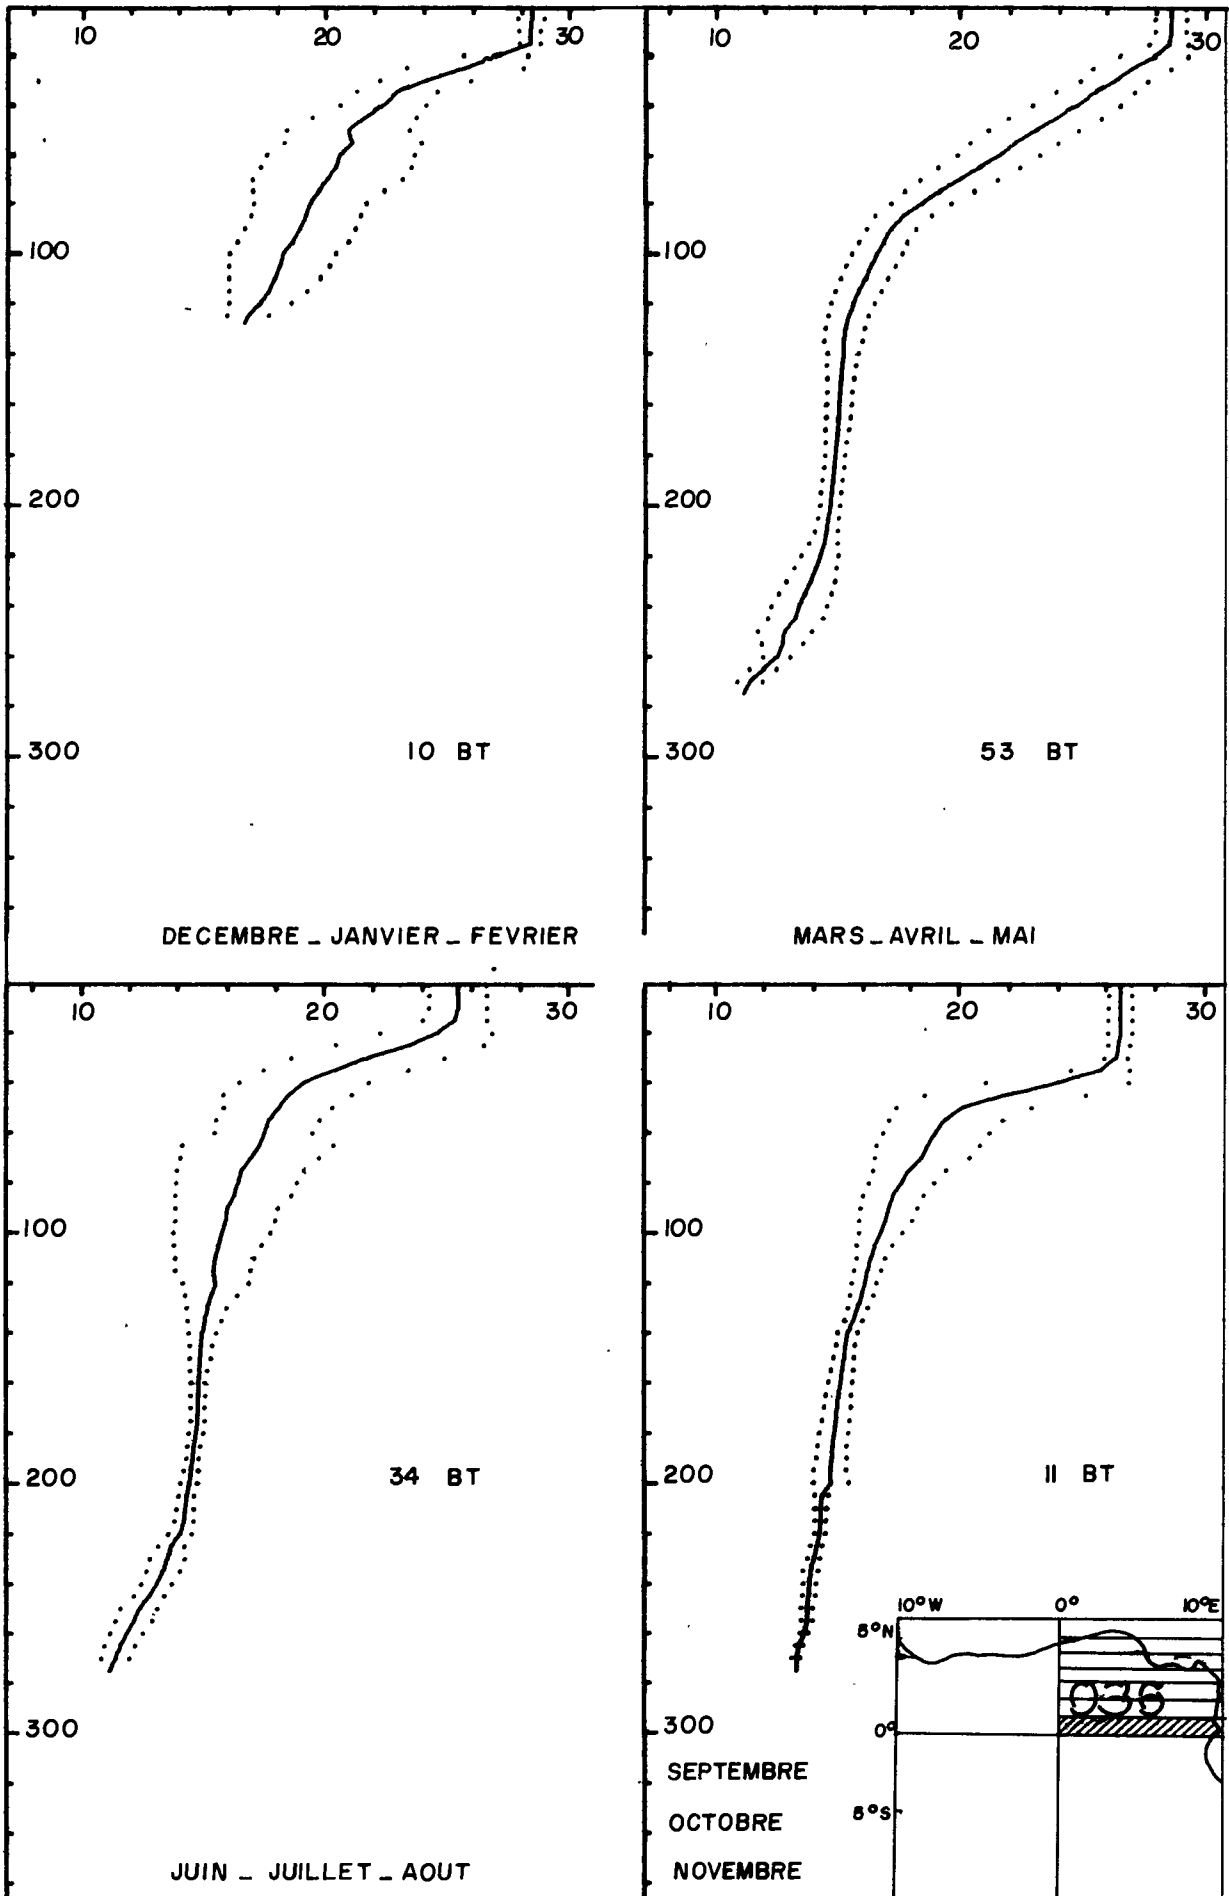 10 20 30
100
200
300
10 BT
DECEMBRE _ JANVIER _ FEVRIER
10 20 30
100
200
300
53 BT
MARS _ AVRIL _ MAI
10 20 30
100
200
300
34 BT
JUIN _ JUILLET _ AOUT
10 20 30
100
200
300
11 BT
SEPTEMBRE
OCTOBRE
NOVEMBRE
10°W 0° 10°E
5°N
036
0°
5°S